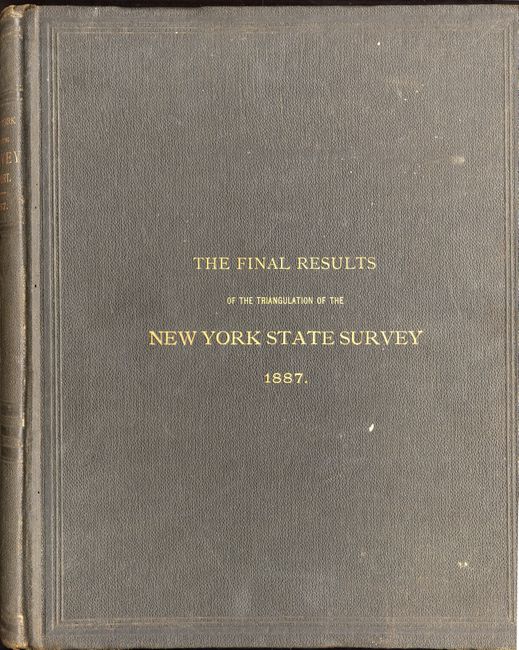 THE FINAL RESULTS
OF THE TRIANGULATION OF THE
NEW YORK STATE SURVEY
1887.